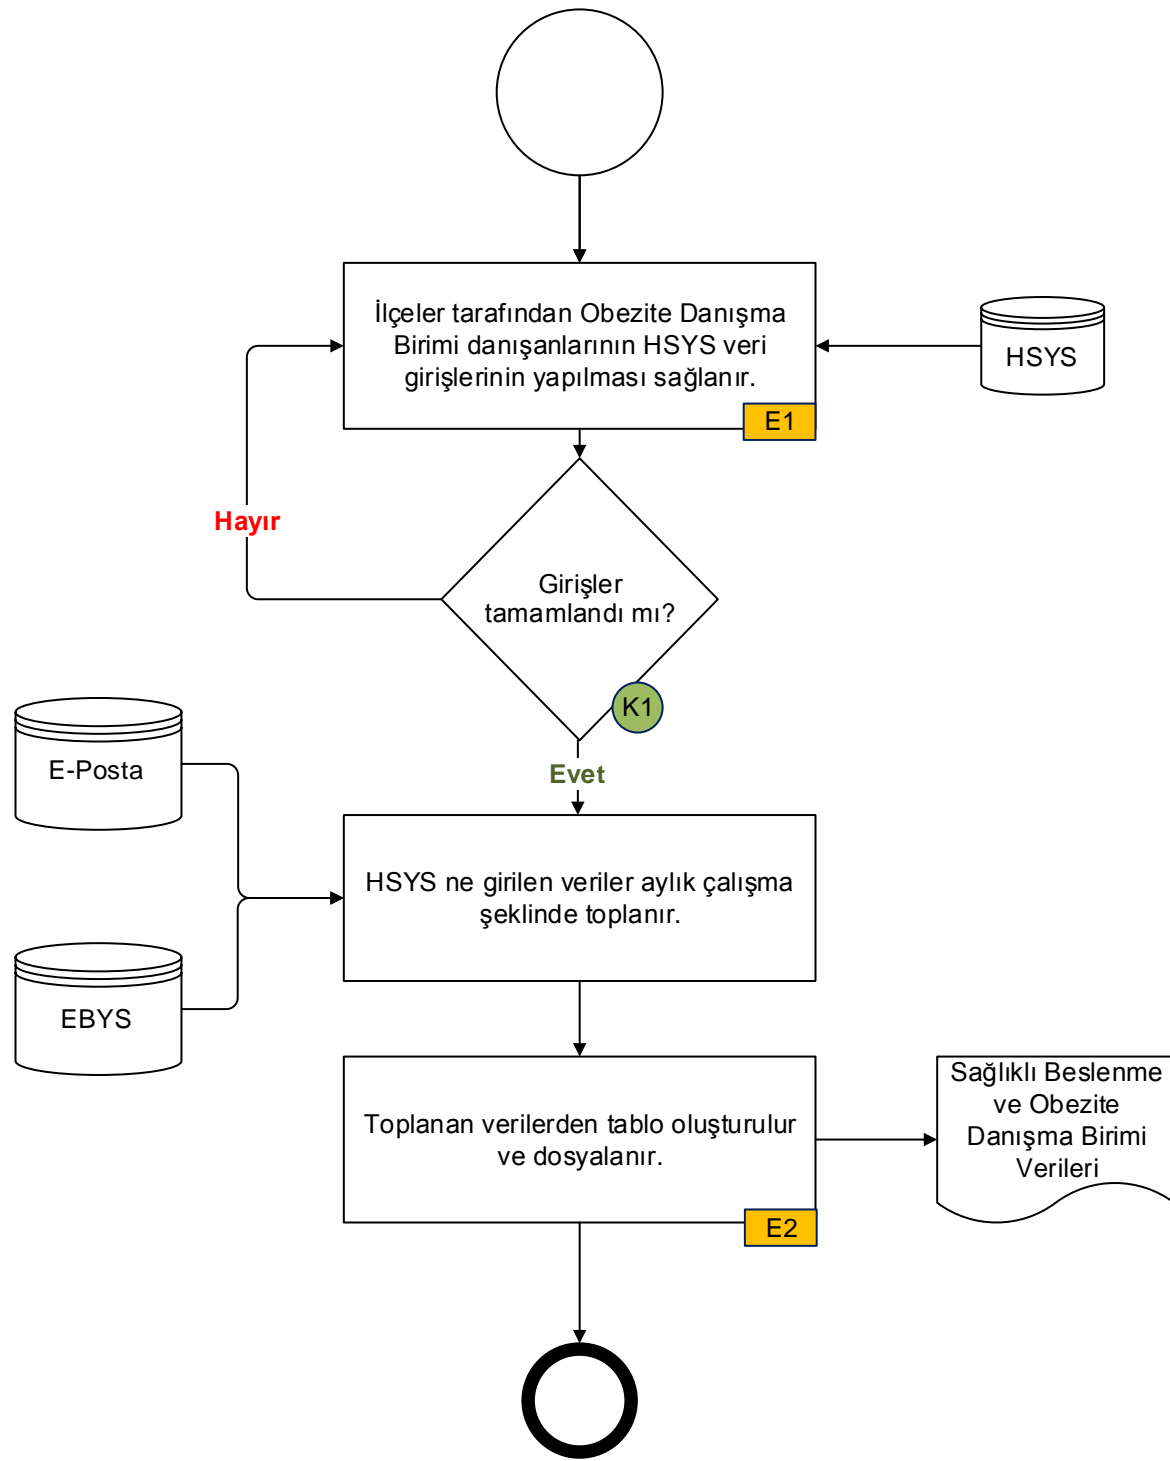 İlçeler tarafından Obezite Danışma
Birimi danışanlarının HSYS veri
girişlerinin yapılması sağlanır.
E1
HSYS
Hayır
Girişler
tamamlandı mı?
K1
Evet
E-Posta
EBYS
HSYS ne girilen veriler aylık çalışma
şeklinde toplanır.
Toplanan verilerden tablo oluşturulur
ve dosyalanır.
E2
Sağlıklı Beslenme
ve Obezite
Danışma Birimi
Verileri